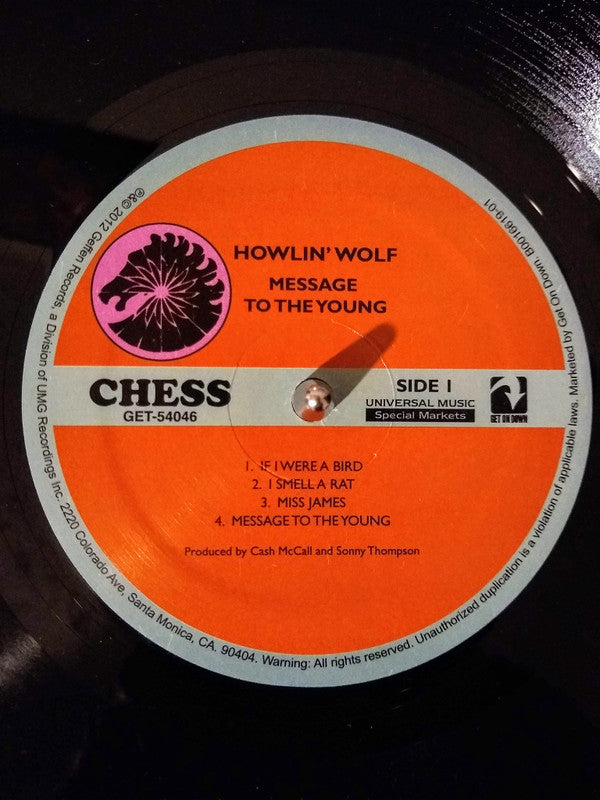 HOWLIN' WOLF
MESSAGE
TO THE YOUNG
CHESS
GET-54046
SIDE 1
UNIVERSAL MUSIC
Special Markets
GET ON DOWN
1. IF I WERE A BIRD
2. I SMELL A RAT
3. MISS JAMES
4. MESSAGE TO THE YOUNG
Produced by Cash McCall and Sonny Thompson
℗&© 2012 Geffen Records, a Division of UMG Recordings Inc. 2220 Colorado Ave, Santa Monica, CA. 90404. Warning: All rights reserved. Unauthorized duplication is a violation of applicable laws. Marketed by Get On Down. B0016619-01